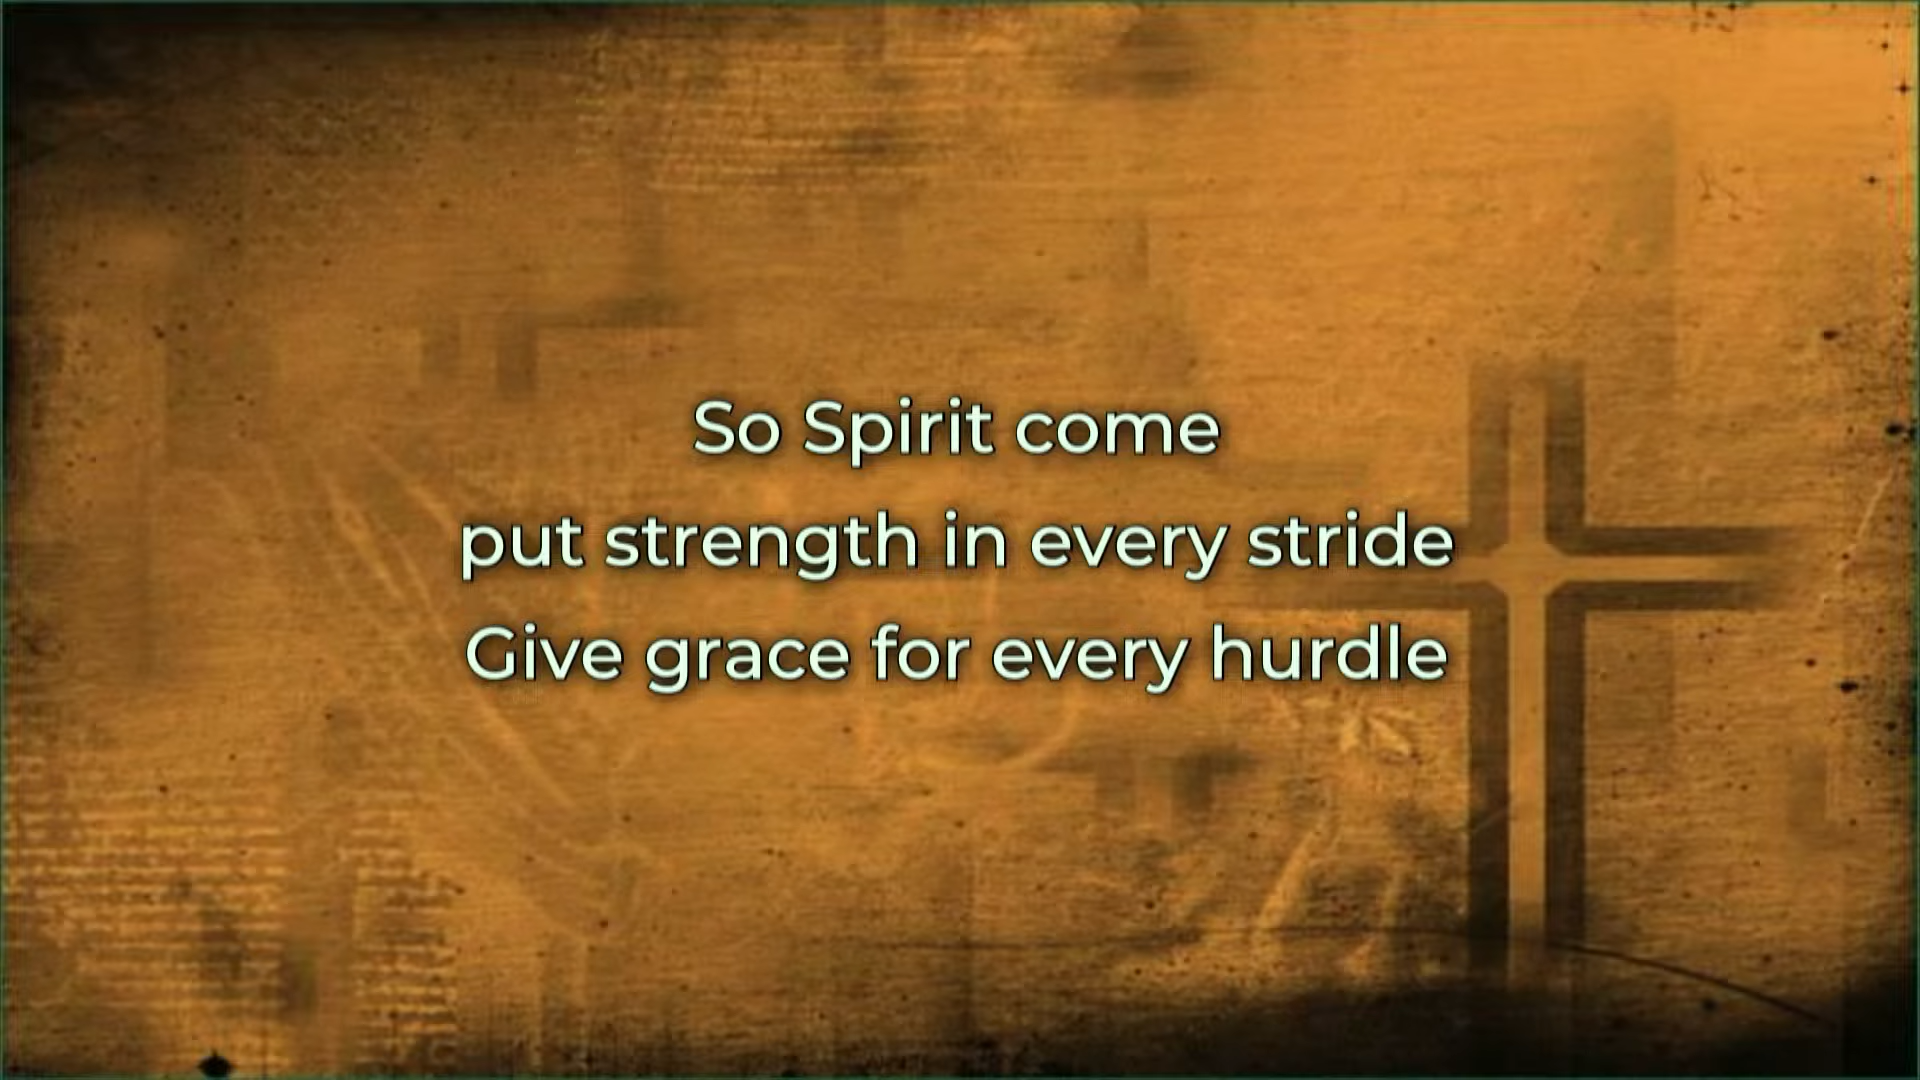 So Spirit come
put strength in every stride
Give grace for every hurdle